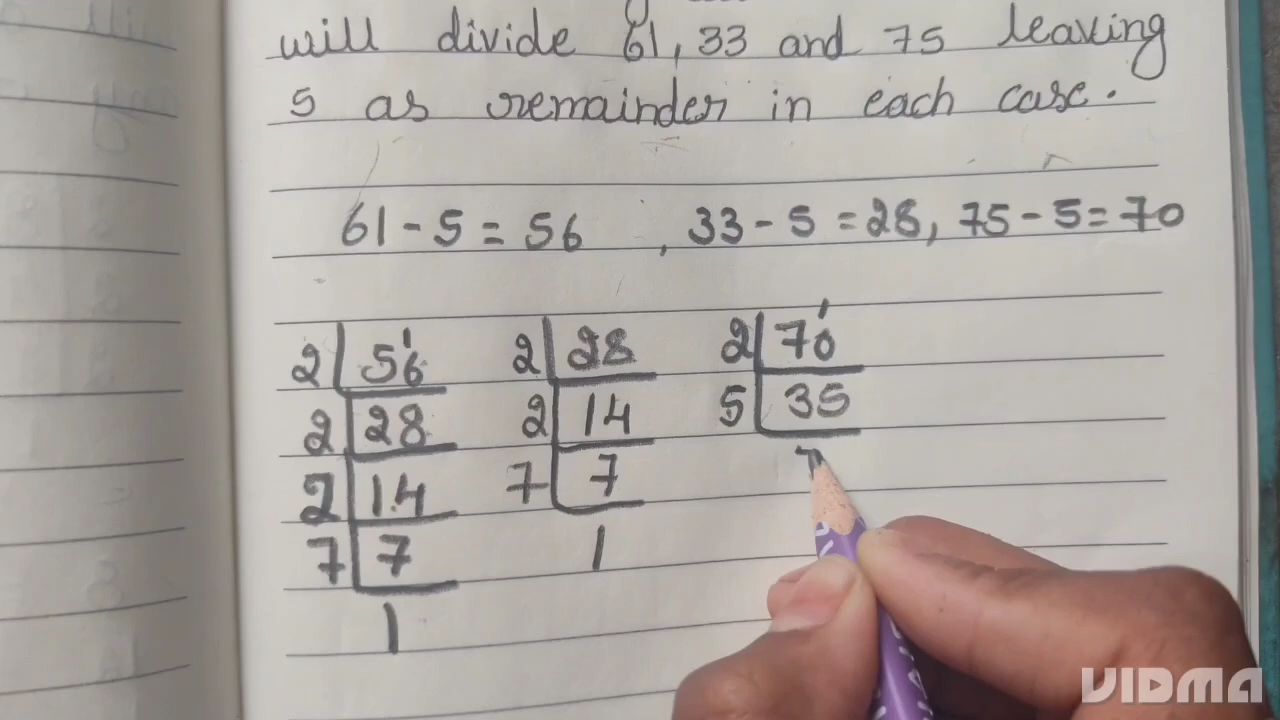 will divide 61, 33 and 75 leaving
5 as remainder in each case.
61 - 5 = 56 , 33 - 5 = 28, 75 - 5 = 70
2 56 2 28 2 70
2 28 2 14 5 35
2 14 7 7 7
7 7 1
1
VIDMA